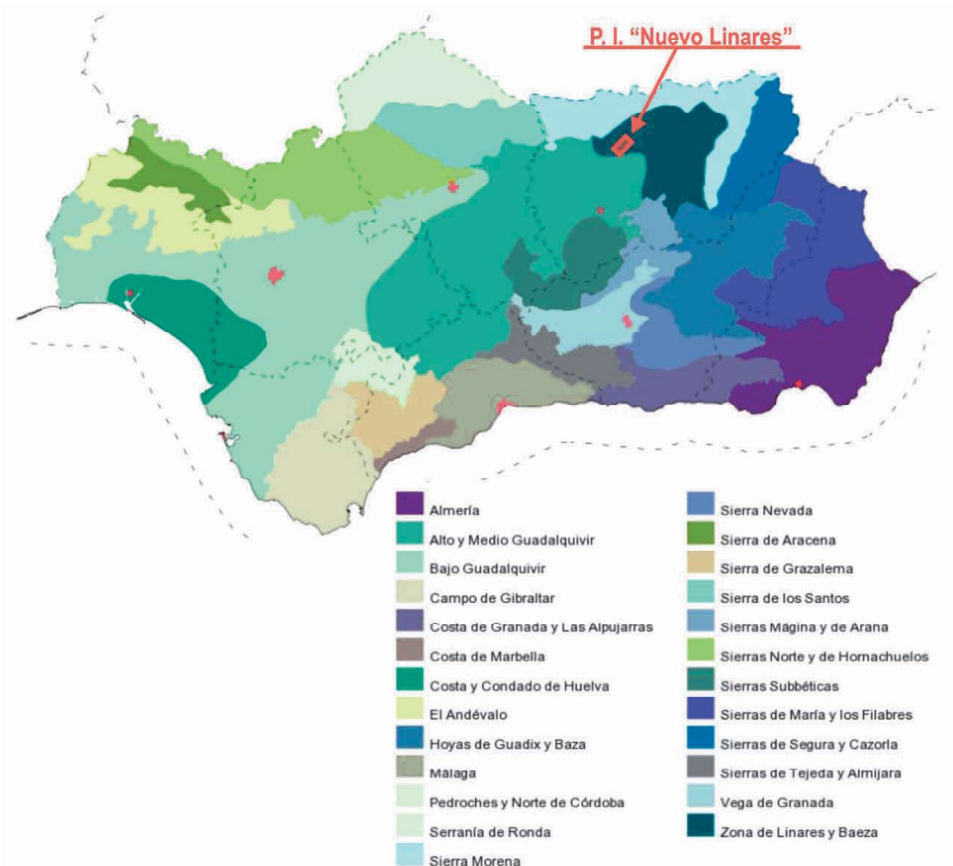 P. I. “Nuevo Linares”
Almería
Alto y Medio Guadalquivir
Bajo Guadalquivir
Campo de Gibraltar
Costa de Granada y Las Alpujarras
Costa de Marbella
Costa y Condado de Huelva
El Andévalo
Hoyas de Guadix y Baza
Málaga
Pedroches y Norte de Córdoba
Serranía de Ronda
Sierra Morena
Sierra Nevada
Sierra de Aracena
Sierra de Grazalema
Sierra de los Santos
Sierras Mágina y de Arana
Sierras Norte y de Hornachuelos
Sierras Subbéticas
Sierras de María y los Filabres
Sierras de Segura y Cazorla
Sierras de Tejeda y Almijara
Vega de Granada
Zona de Linares y Baeza